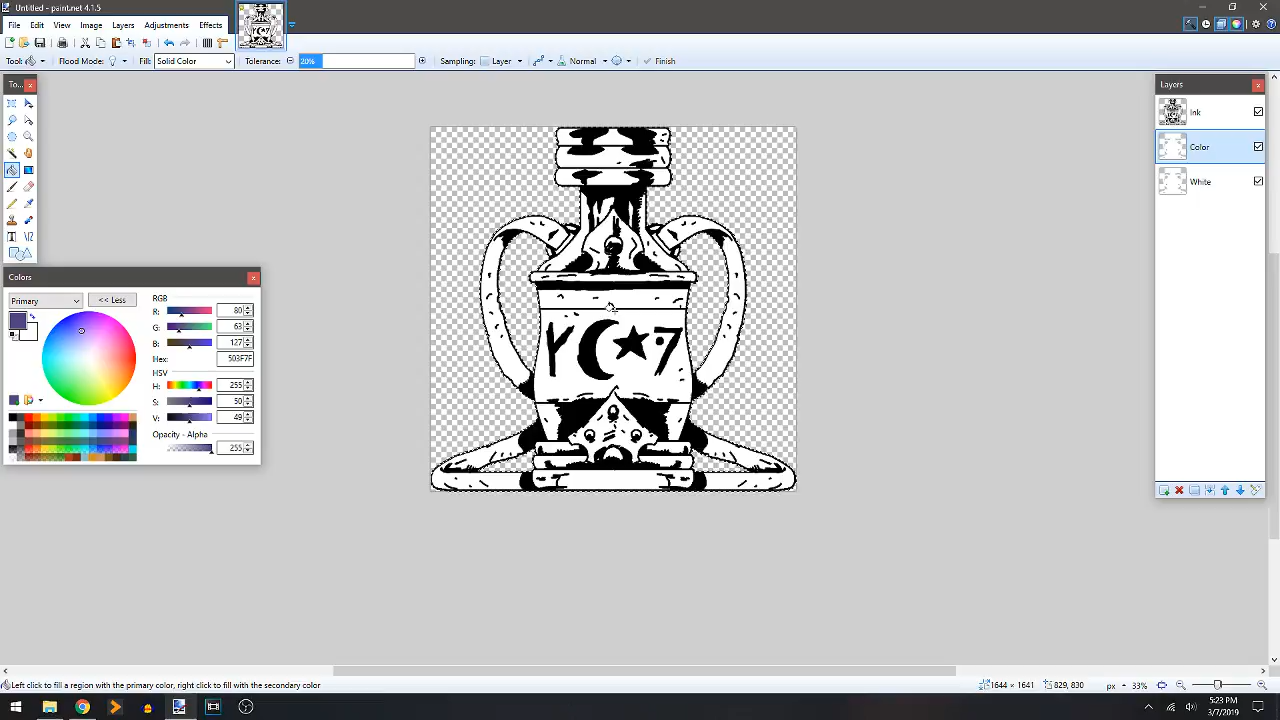 Untitled - paint.net 4.1.5
File Edit View Image Layers Adjustments Effects
Tool: Flood Mode: Fill: Solid Color Tolerance: 20% Sampling: Layer Normal Finish
To...
Layers
Ink
Color
White
Colors
Primary << Less RGB
R: 80
G: 63
B: 127
Hex: 503F7F
HSV
H: 255
S: 50
V: 49
Opacity - Alpha
255
Left click to fill a region with the primary color, right click to fill with the secondary color 1644 × 1641 829, 830 px 33%
5:23 PM
3/7/2019